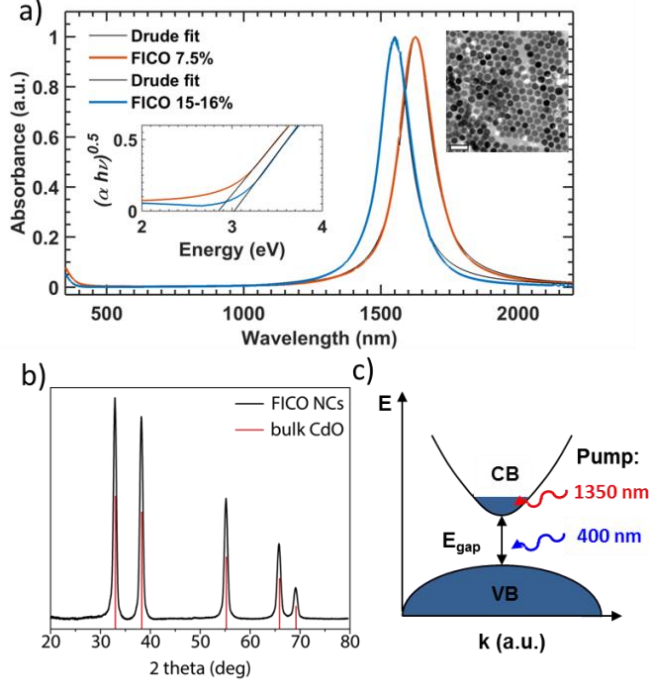 a)
Drude fit
FICO 7.5%
Drude fit
FICO 15-16%
Absorbance (a.u.)
1
0.8
0.6
0.4
0.2
0
500
1000
1500
2000
Wavelength (nm)
(α hν)^0.5
0.5
0
2
3
4
Energy (eV)
b)
FICO NCs
bulk CdO
20
30
40
50
60
70
80
2 theta (deg)
c)
E
CB
Pump:
1350 nm
E_gap
400 nm
VB
k (a.u.)